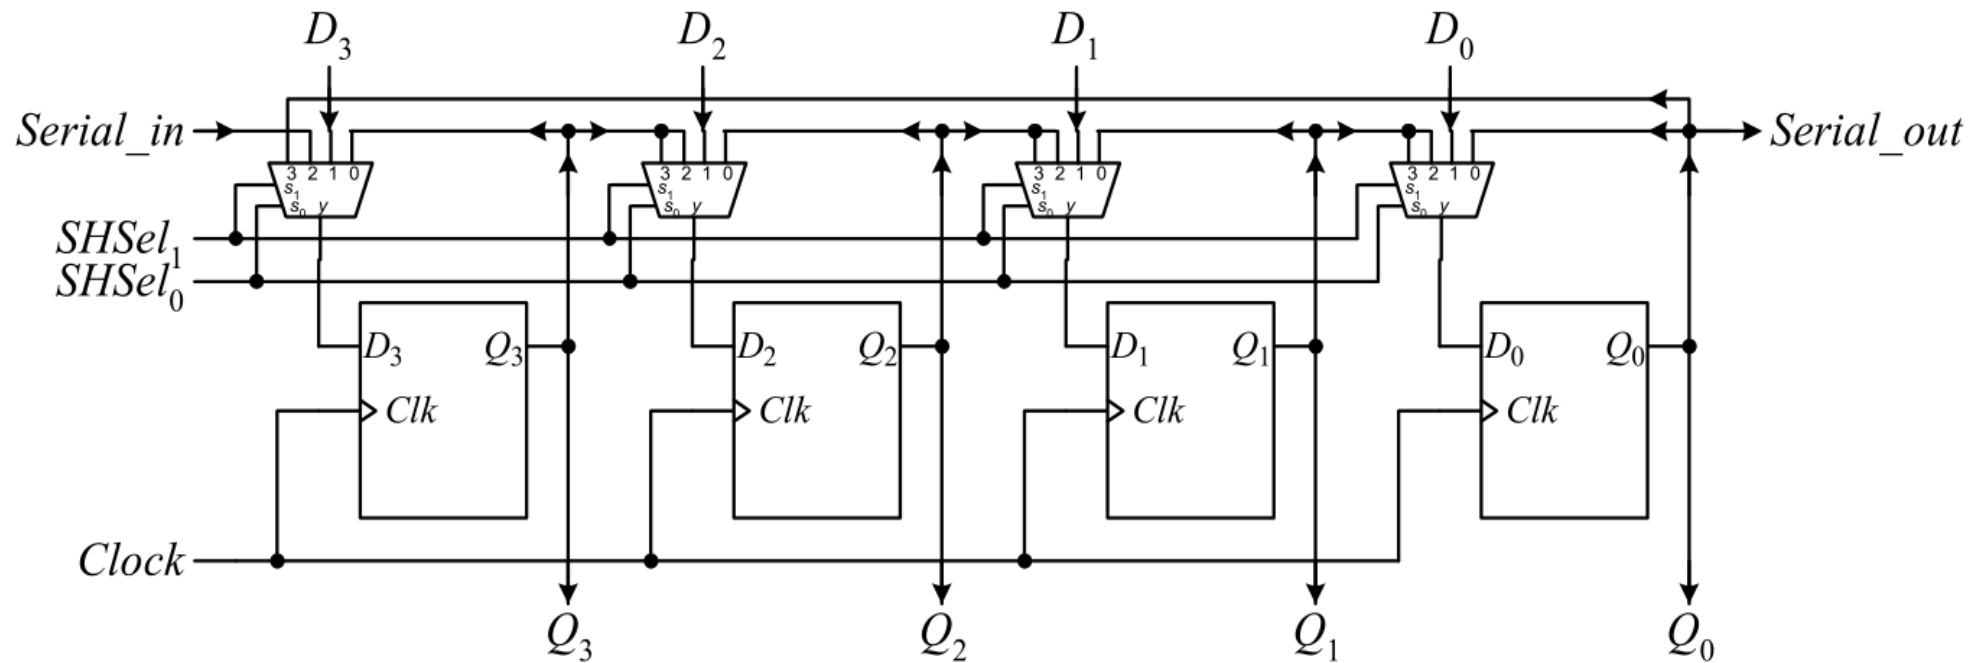 D₃ D₂ D₁ D₀
Serial_in Serial_out
3 2 1 0 3 2 1 0 3 2 1 0 3 2 1 0
s₁ s₁ s₁ s₁
s₀ y s₀ y s₀ y s₀ y
SHSel₁
SHSel₀
D₃ Q₃ D₂ Q₂ D₁ Q₁ D₀ Q₀
Clk Clk Clk Clk
Clock
Q₃ Q₂ Q₁ Q₀